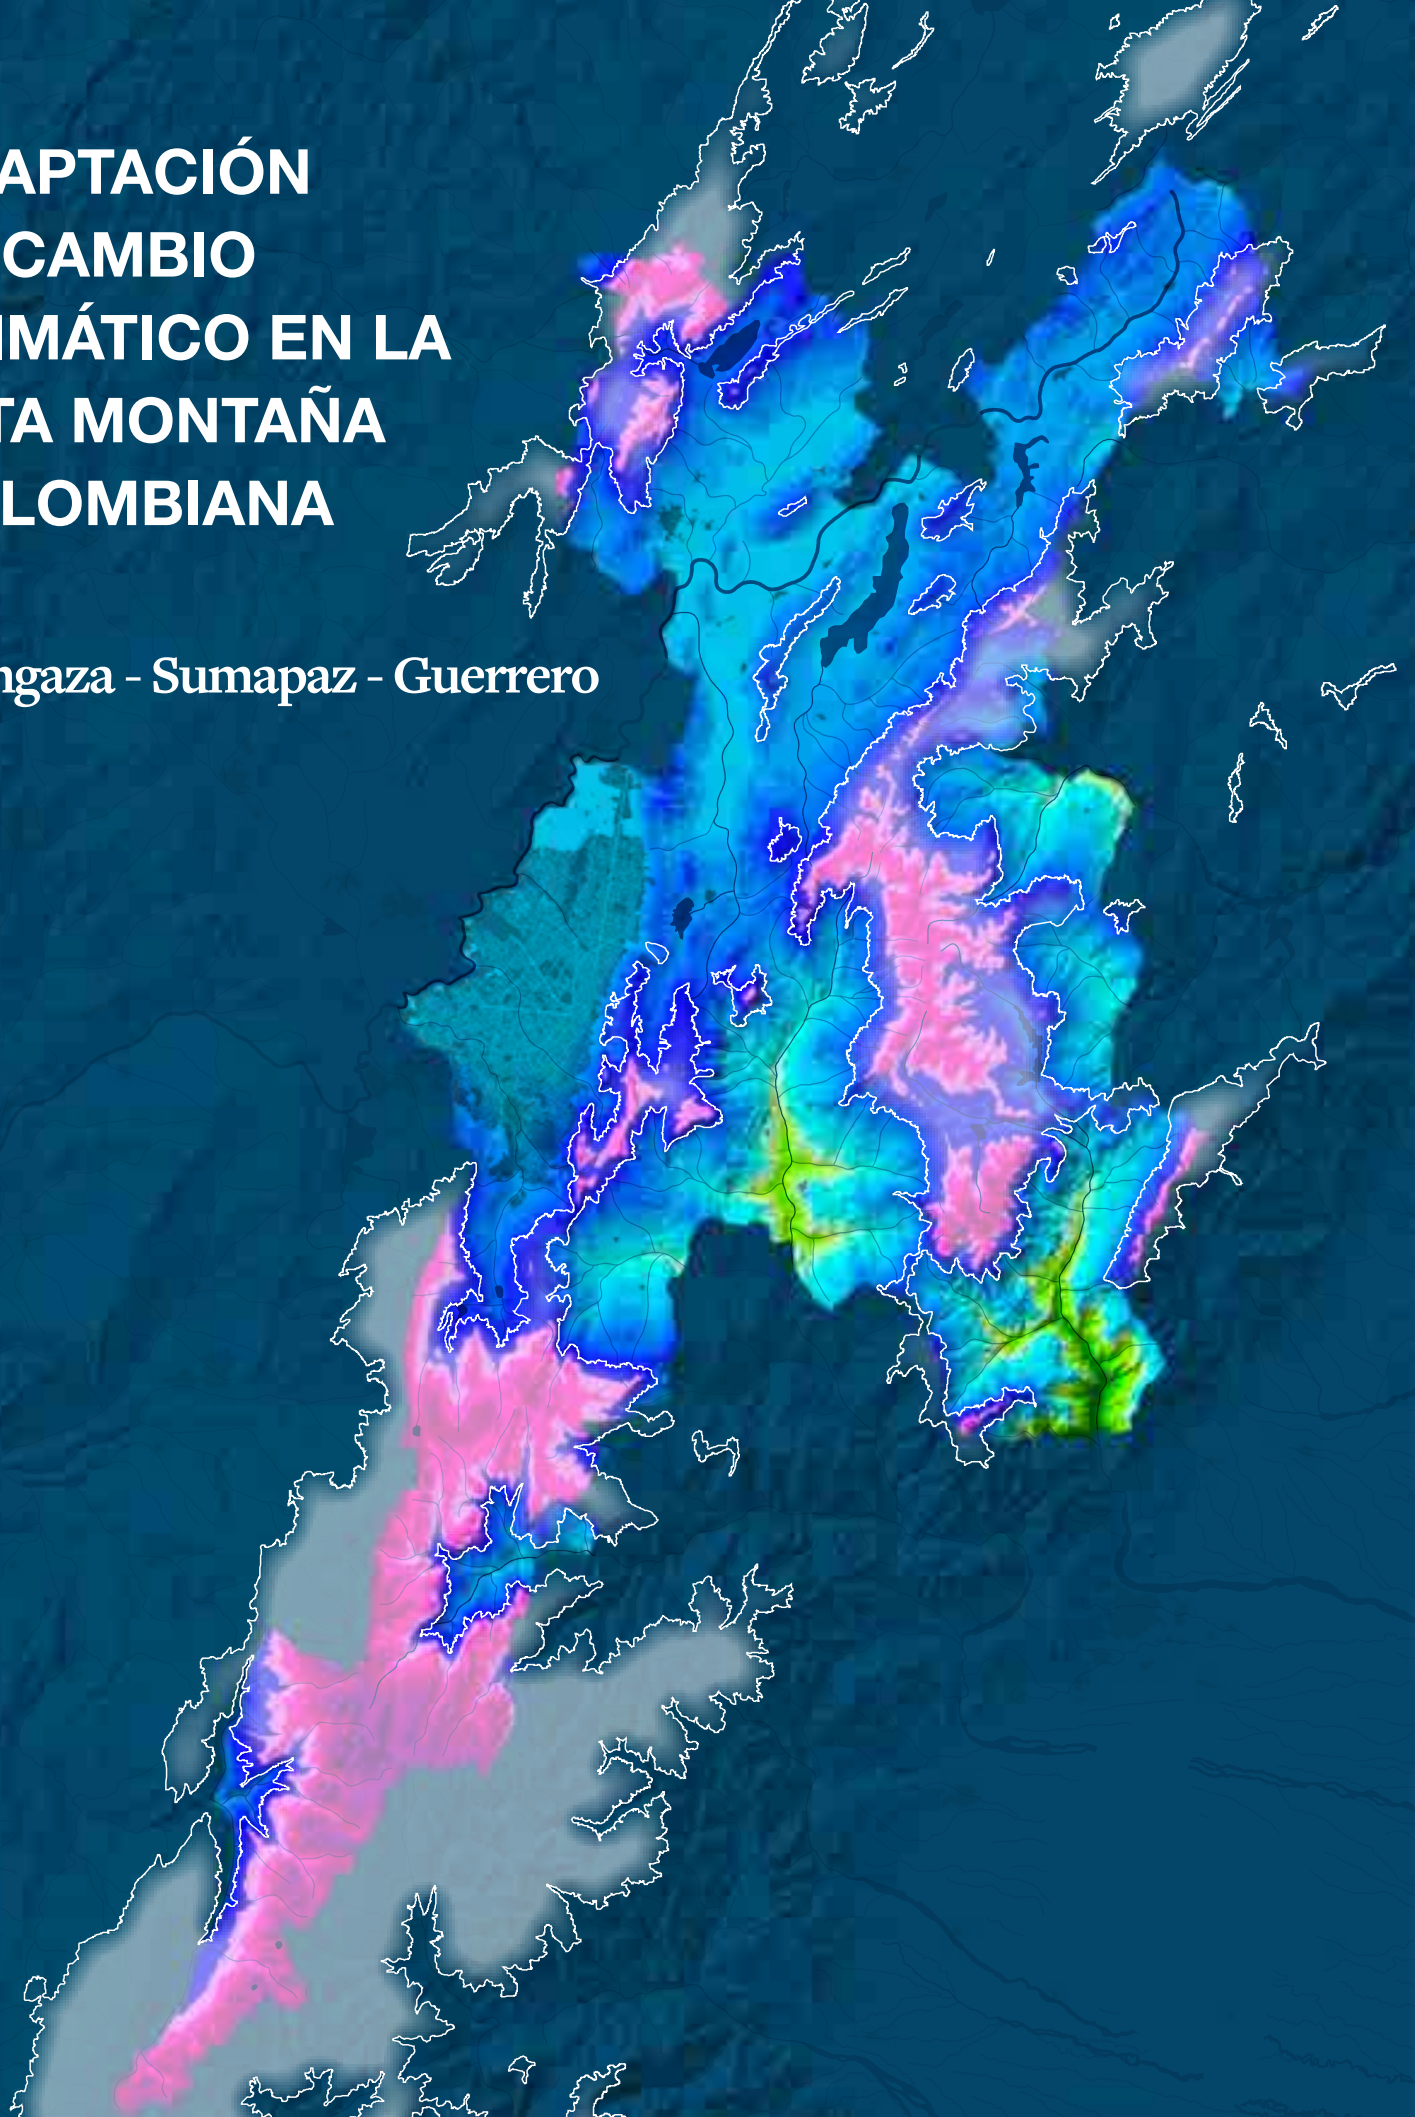 APTACIÓN
CAMBIO
IMÁTICO EN LA
TA MONTAÑA
LOMBIANA
ngaza - Sumapaz - Guerrero